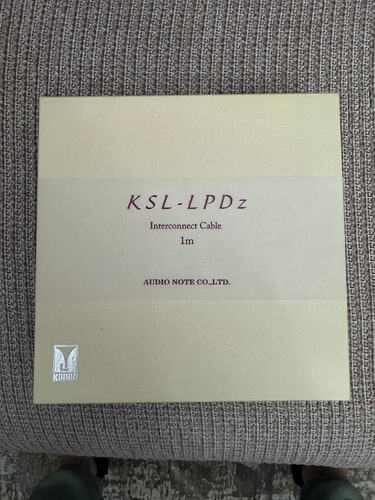 KSL-LPDz
Interconnect Cable
1m
AUDIO NOTE CO.,LTD.
KONDO